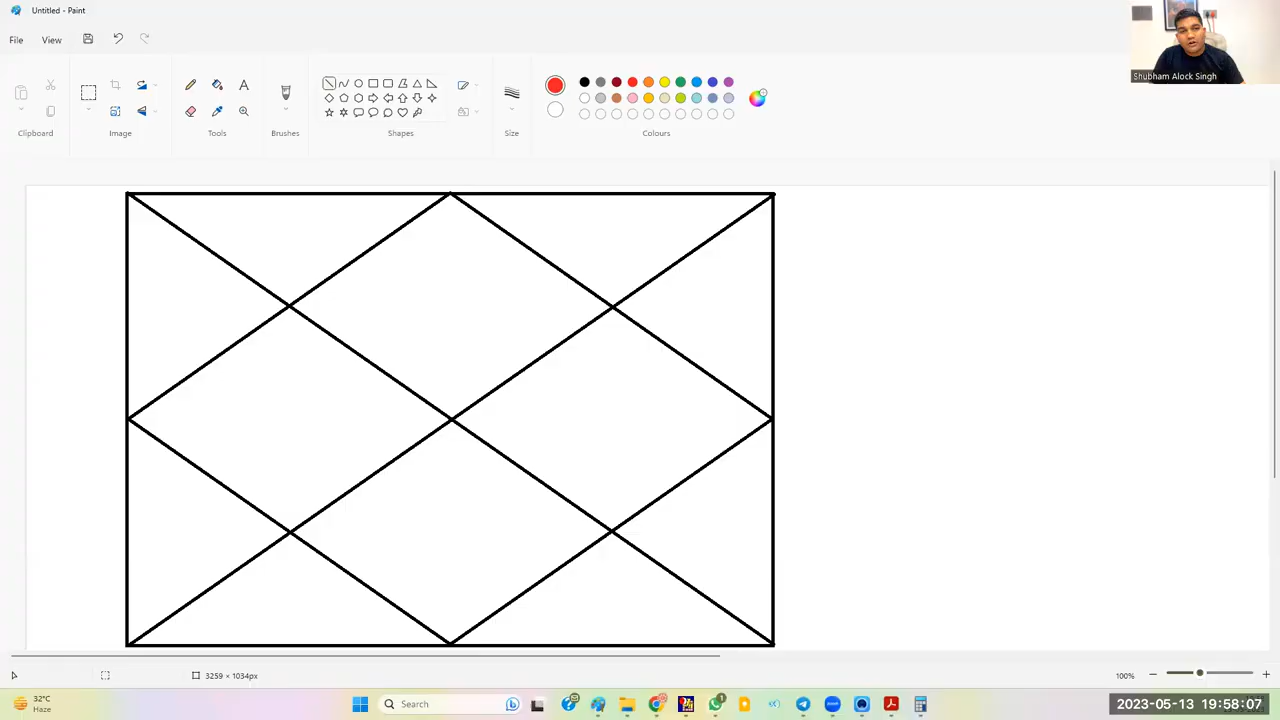 Untitled - Paint
File View
Shubham Alock Singh
Clipboard Image Tools Brushes Shapes Size Colours
3259 × 1034px
100%
32°C
Haze
Search
2023-05-13 19:58:07